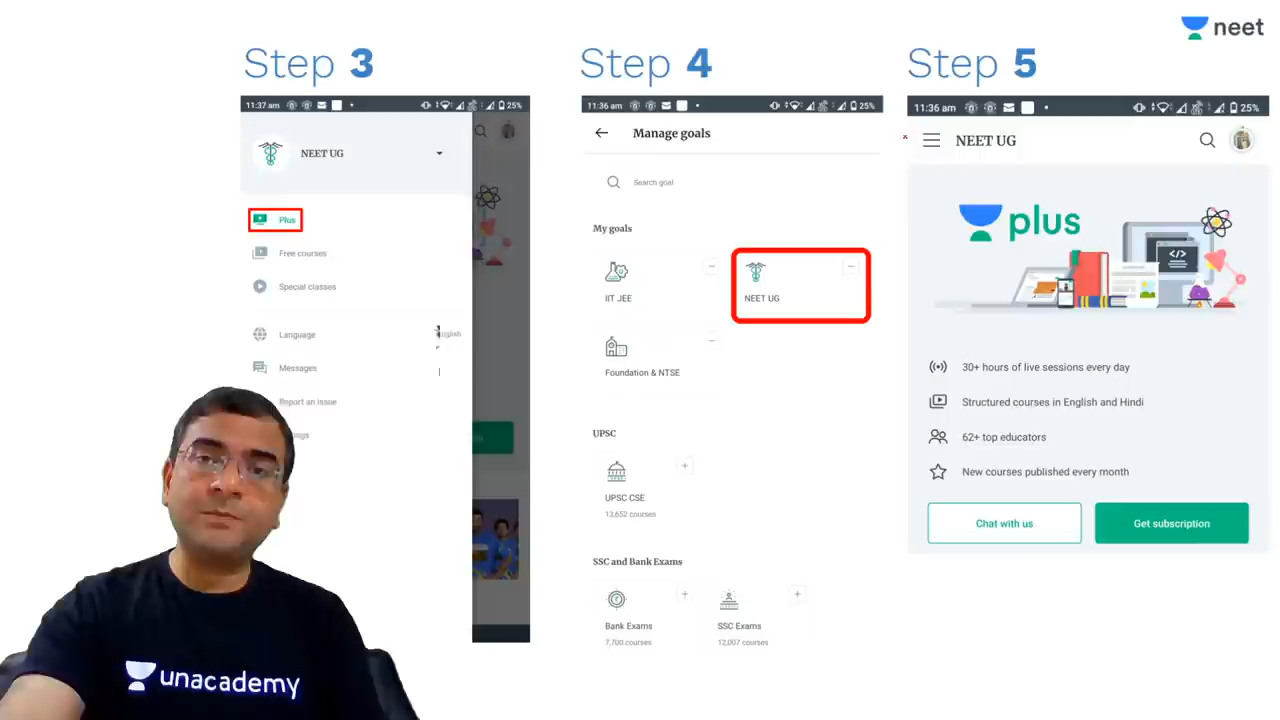 neet
Step 3
11:37 am
25%
NEET UG
Plus
Free courses
Special classes
Language
English
Messages
Report an issue
Step 4
11:36 am
25%
Manage goals
Search goal
My goals
IIT JEE
NEET UG
Foundation & NTSE
UPSC
UPSC CSE
13,652 courses
SSC and Bank Exams
Bank Exams
7,700 courses
SSC Exams
12,007 courses
Step 5
11:36 am
25%
NEET UG
plus
30+ hours of live sessions every day
Structured courses in English and Hindi
62+ top educators
New courses published every month
Chat with us
Get subscription
unacademy